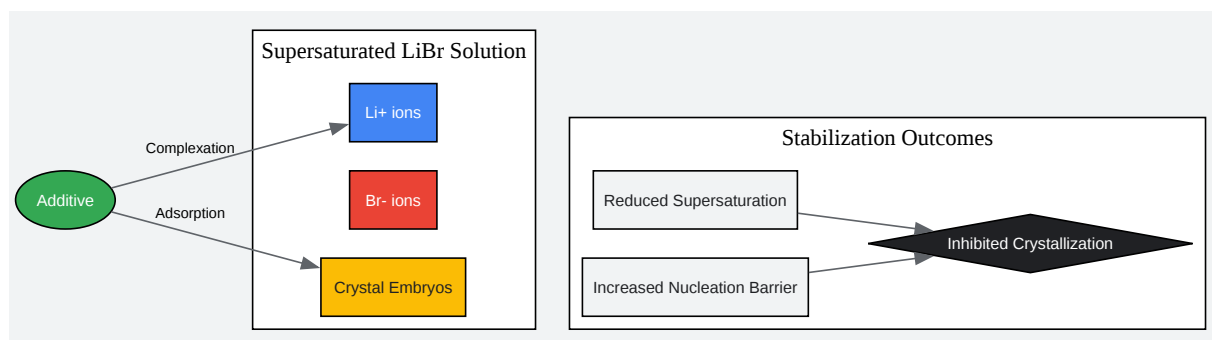 Supersaturated LiBr Solution
Li+ ions
Complexation
Additive
Br- ions
Adsorption
Crystal Embryos
Stabilization Outcomes
Reduced Supersaturation
Inhibited Crystallization
Increased Nucleation Barrier